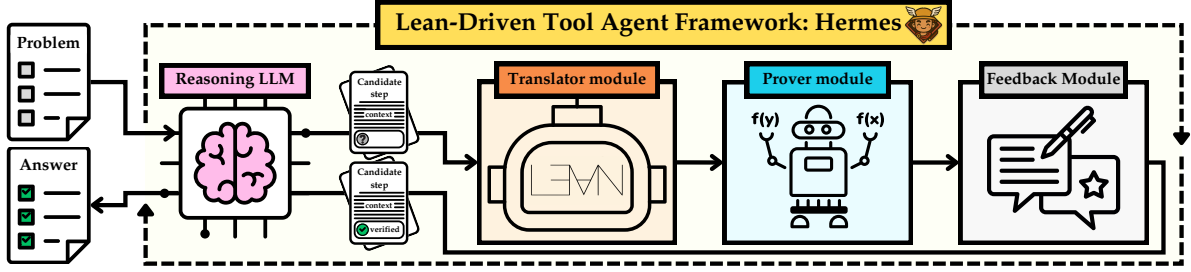 Lean-Driven Tool Agent Framework: Hermes
Problem
Reasoning LLM
Candidate
step
context
?
Translator module
LEAN
Prover module
f(y)
f(x)
Feedback Module
Answer
Candidate
step
context
verified